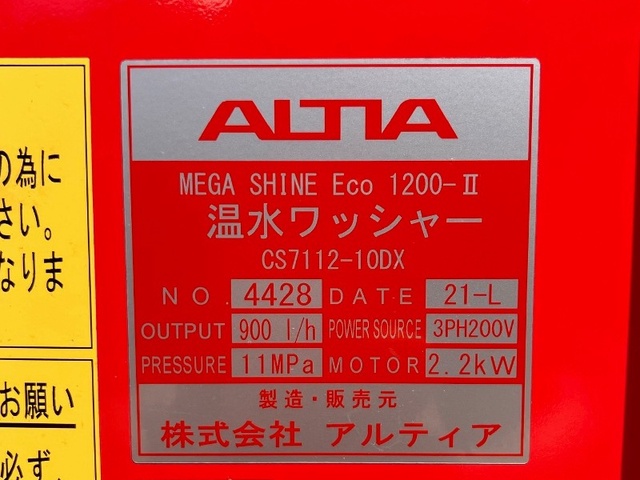 ALTIA
MEGA SHINE Eco 1200-Ⅱ
温水ワッシャー
CS7112-10DX
NO. 4428 DATE 21-L
OUTPUT 900 l/h POWER SOURCE 3PH200V
PRESSURE 11MPa MOTOR 2.2kW
製造・販売元
株式会社 アルティア
の為に
さい。
なりま
お願い
必ず、